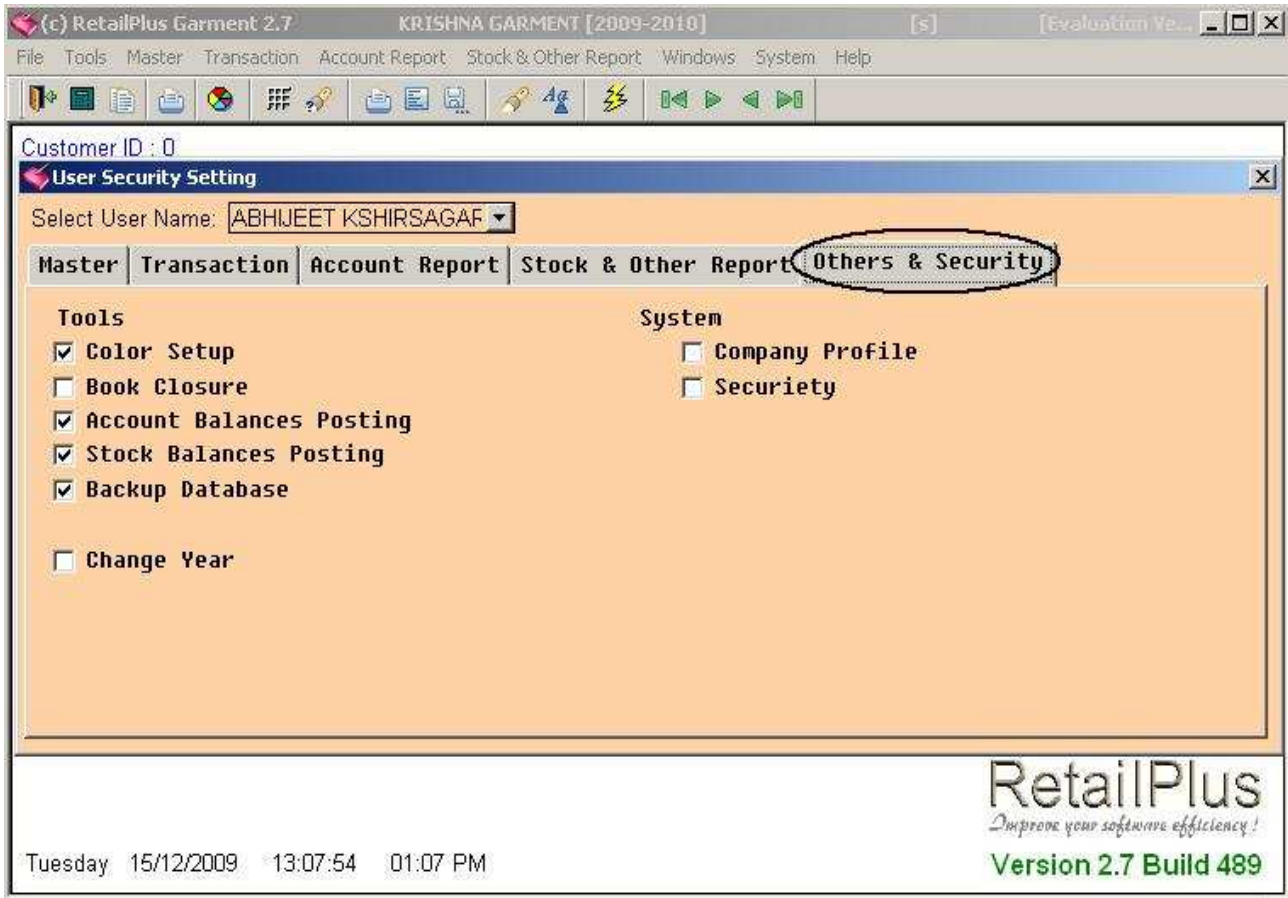 (c) RetailPlus Garment 2.7 KRISHNA GARMENT [2009-2010] [s] [Evaluation Ve...
File Tools Master Transaction Account Report Stock & Other Report Windows System Help
Customer ID : 0
User Security Setting
Select User Name: ABHIJEET KSHIRSAGAR
Master Transaction Account Report Stock & Other Report Others & Security
Tools System
Color Setup Company Profile
Book Closure Securiety
Account Balances Posting
Stock Balances Posting
Backup Database
Change Year
RetailPlus
Improve your software efficiency !
Tuesday 15/12/2009 13:07:54 01:07 PM Version 2.7 Build 489